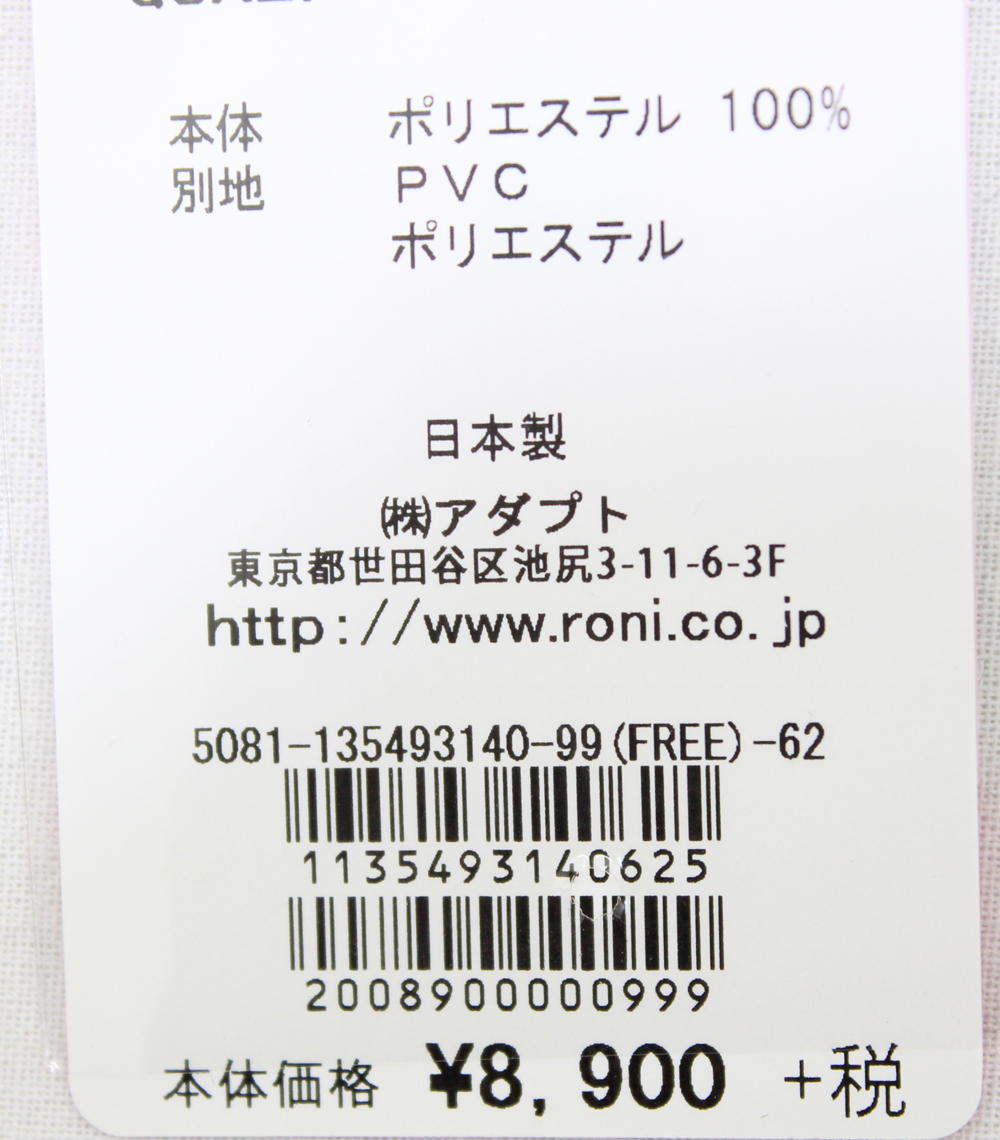 本体 ポリエステル 100%
別地 PVC
ポリエステル
日本製
㈱アダプト
東京都世田谷区池尻3-11-6-3F
http://www.roni.co.jp
5081-135493140-99(FREE)-62
1135493140625
2008900000999
本体価格 ¥8,900 +税